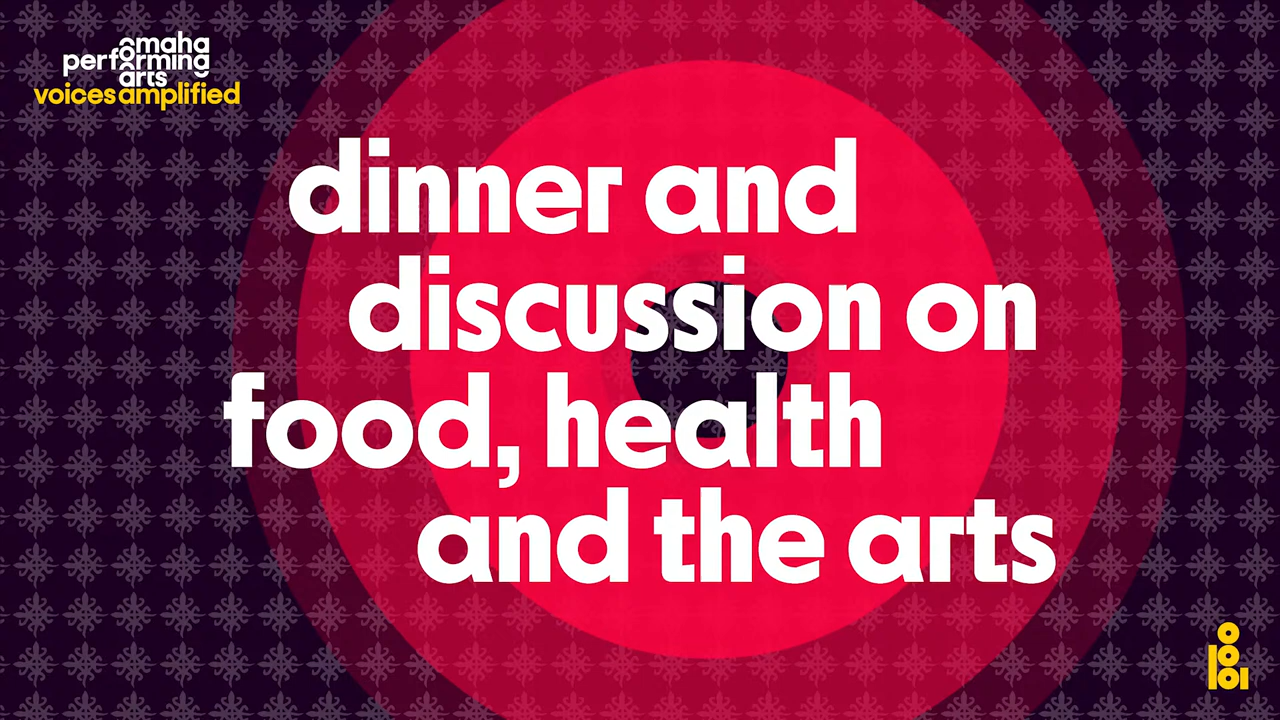 omaha
performing
arts
voices amplified
dinner and
discussion on
food, health
and the arts